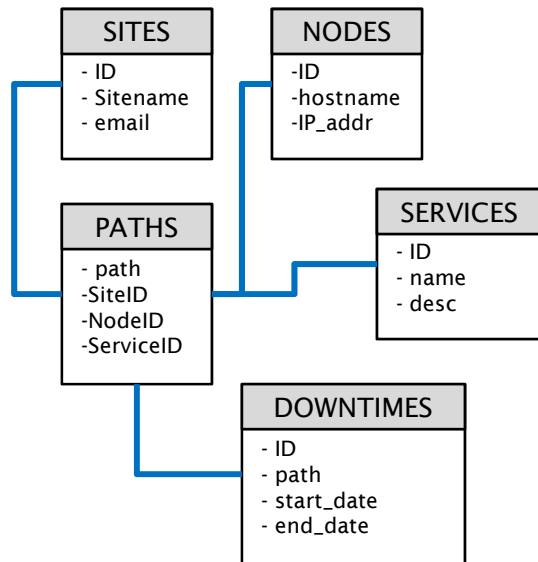 SITES
- ID
- Sitename
- email
NODES
-ID
-hostname
-IP_addr
PATHS
- path
-SiteID
-NodeID
-ServiceID
SERVICES
- ID
- name
- desc
DOWNTIMES
- ID
- path
- start_date
- end_date